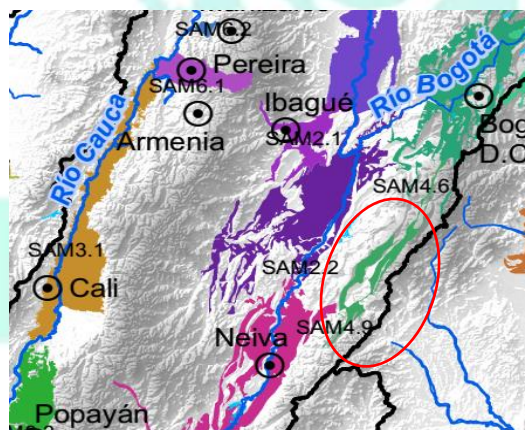 SAM6.2
Pereira
SAM6.1
Río Bogotá
Ibagué
Río Cauca
Armenia
SAM2.1
Bog
D.C
SAM4.6
SAM3.1
SAM2.2
Cali
SAM4.9
Neiva
Popayán